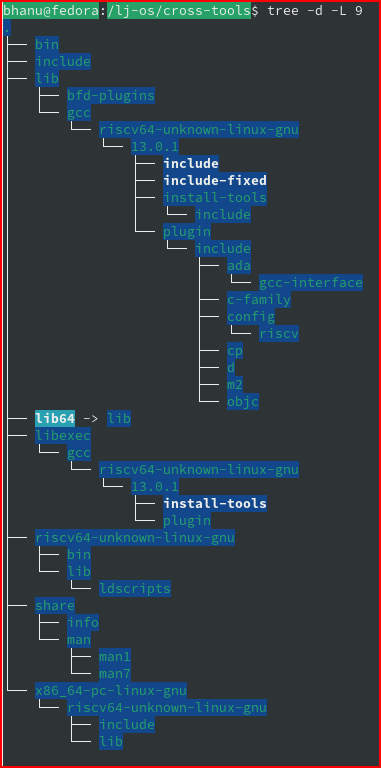 bhanu@fedora:/lj-os/cross-tools$ tree -d -L 9
.
├── bin
├── include
├── lib
│   ├── bfd-plugins
│   └── gcc
│       └── riscv64-unknown-linux-gnu
│           └── 13.0.1
│               ├── include
│               ├── include-fixed
│               ├── install-tools
│               │   └── include
│               └── plugin
│                   └── include
│                       ├── ada
│                       │   └── gcc-interface
│                       ├── c-family
│                       ├── config
│                       │   └── riscv
│                       ├── cp
│                       ├── d
│                       ├── m2
│                       └── objc
├── lib64 -> lib
├── libexec
│   └── gcc
│       └── riscv64-unknown-linux-gnu
│           └── 13.0.1
│               ├── install-tools
│               └── plugin
├── riscv64-unknown-linux-gnu
│   ├── bin
│   └── lib
│       └── ldscripts
├── share
│   ├── info
│   └── man
│       ├── man1
│       └── man7
└── x86_64-pc-linux-gnu
    └── riscv64-unknown-linux-gnu
        ├── include
        └── lib